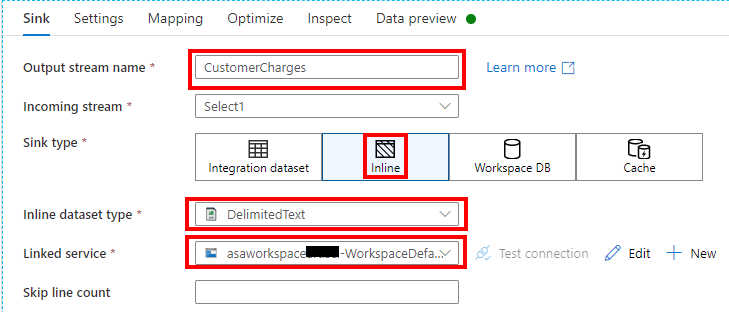 Sink Settings Mapping Optimize Inspect Data preview
Output stream name * CustomerCharges Learn more
Incoming stream * Select1
Sink type *
Integration dataset Inline Workspace DB Cache
Inline dataset type * DelimitedText
Linked service * asaworkspace -WorkspaceDefa... Test connection Edit + New
Skip line count